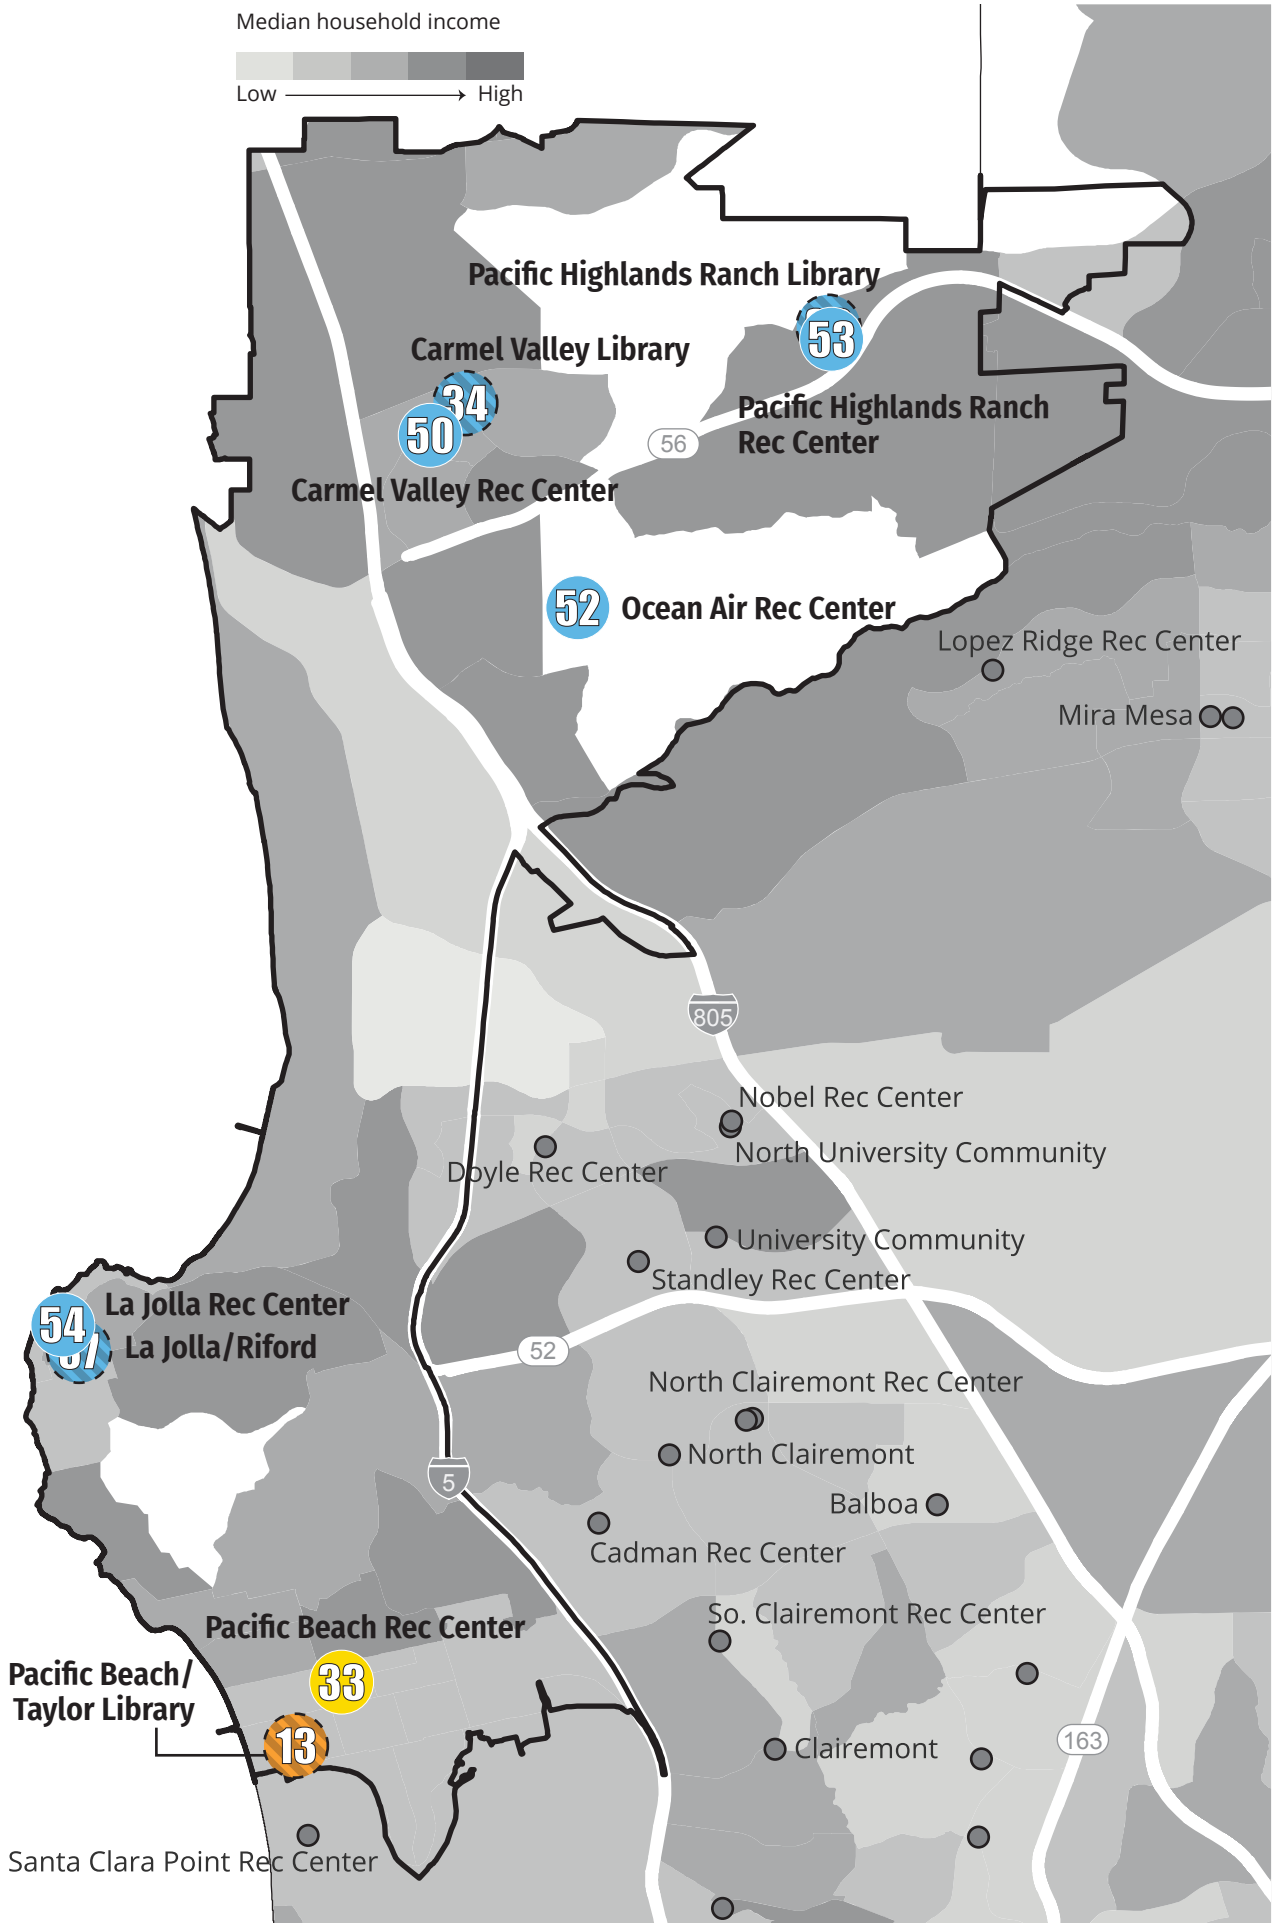 Median household income
Low
High
Pacific Highlands Ranch Library
53
Carmel Valley Library
34
50
Pacific Highlands Ranch
Rec Center
56
Carmel Valley Rec Center
52
Ocean Air Rec Center
Lopez Ridge Rec Center
Mira Mesa
805
Nobel Rec Center
North University Community
Doyle Rec Center
University Community
Standley Rec Center
La Jolla Rec Center
54
La Jolla/Riford
52
North Clairemont Rec Center
North Clairemont
5
Balboa
Cadman Rec Center
So. Clairemont Rec Center
Pacific Beach Rec Center
33
Pacific Beach/
Taylor Library
13
163
Clairemont
Santa Clara Point Rec Center